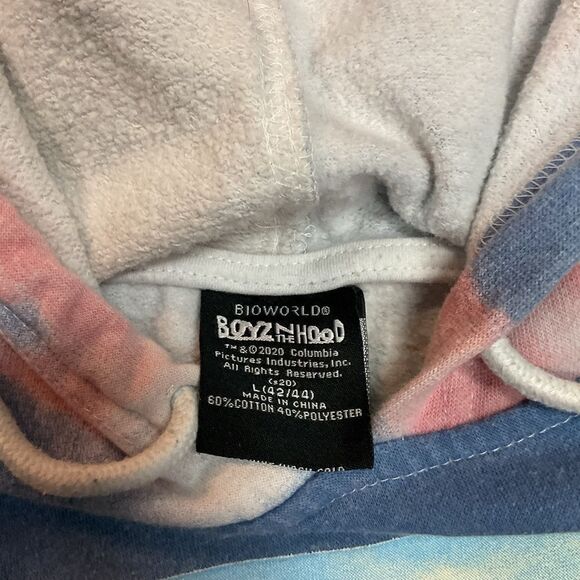 BIOWORLD®
BOYZ N THE HOOD
™ & © 2020 Columbia
Pictures Industries, Inc.
All Rights Reserved.
(s20)
L (42/44)
MADE IN CHINA
60%COTTON 40%POLYESTER